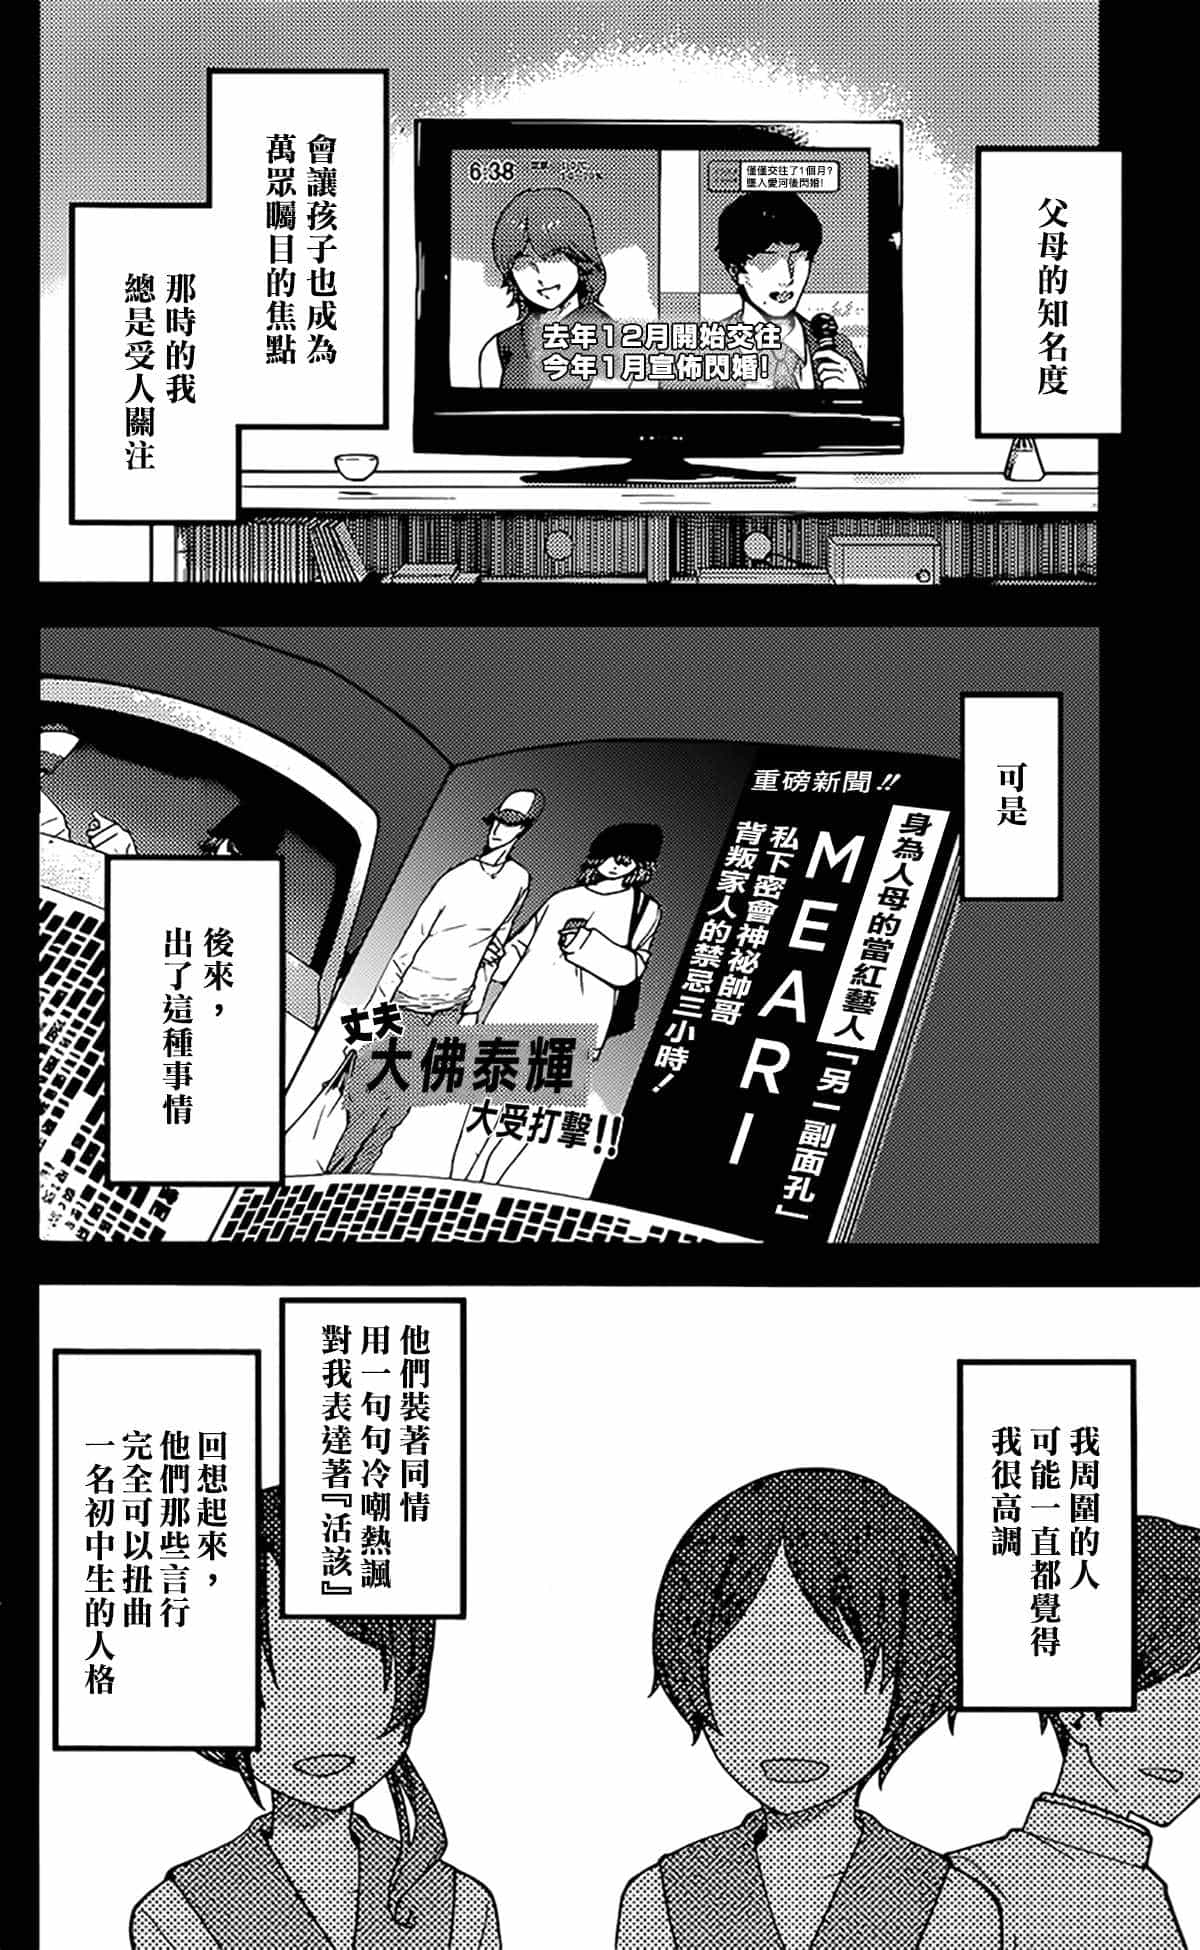 父母的知名度
6:38
僅僅交往了1個月?
墮入愛河後閃婚!
去年12月開始交往
今年1月宣佈閃婚!
會讓孩子也成為
萬眾矚目的焦點
那時的我
總是受人關注
可是
重磅新聞!!
身為人母的當紅藝人「另一副面孔」
MEARI
私下密會神祕帥哥
背叛家人的禁忌三小時!
丈夫
大佛泰輝
大受打擊!!
後來，
出了這種事情
我周圍的人
可能一直都覺得
我很高調
他們裝著同情
用一句句冷嘲熱諷
對我表達著『活該』
回想起來，
他們那些言行
完全可以扭曲
一名初中生的人格